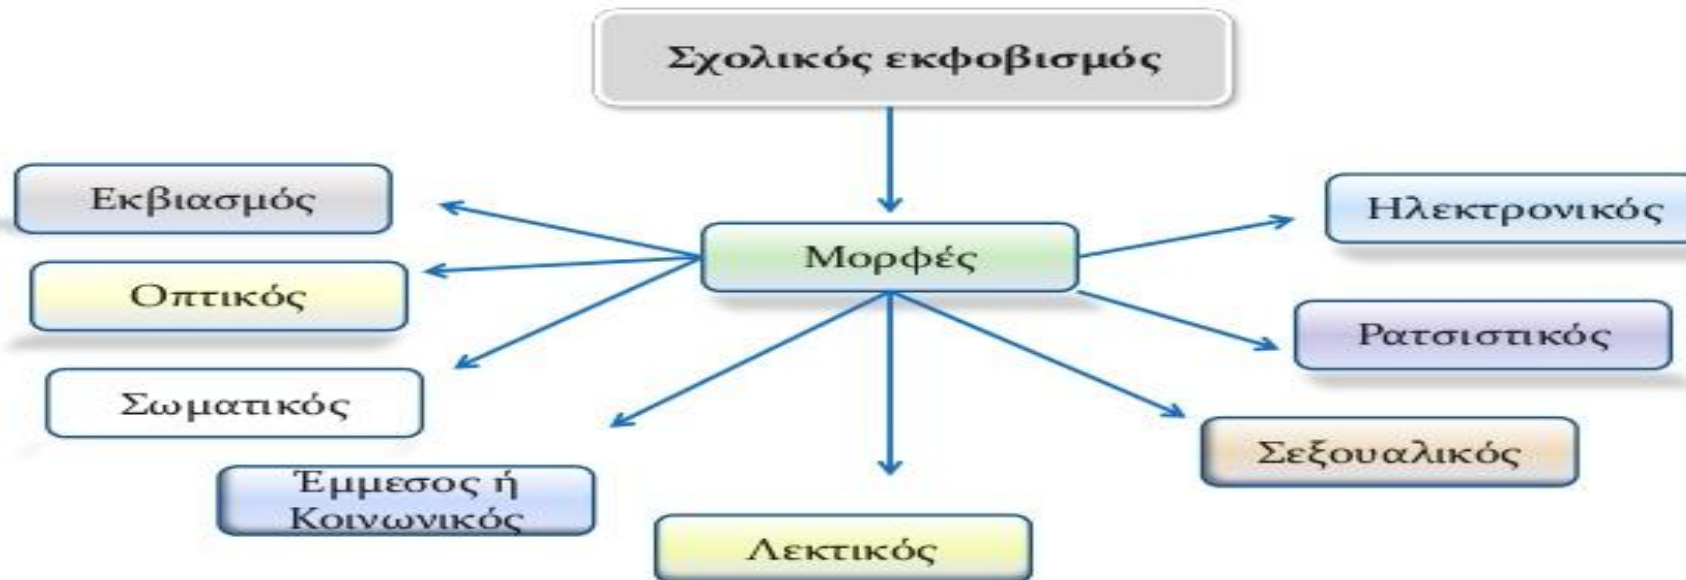 Σχολικός εκφοβισμός
Εκβιασμός
Ηλεκτρονικός
Μορφές
Οπτικός
Ρατσιστικός
Σωματικός
Σεξουαλικός
Έμμεσος ή
Κοινωνικός
Λεκτικός